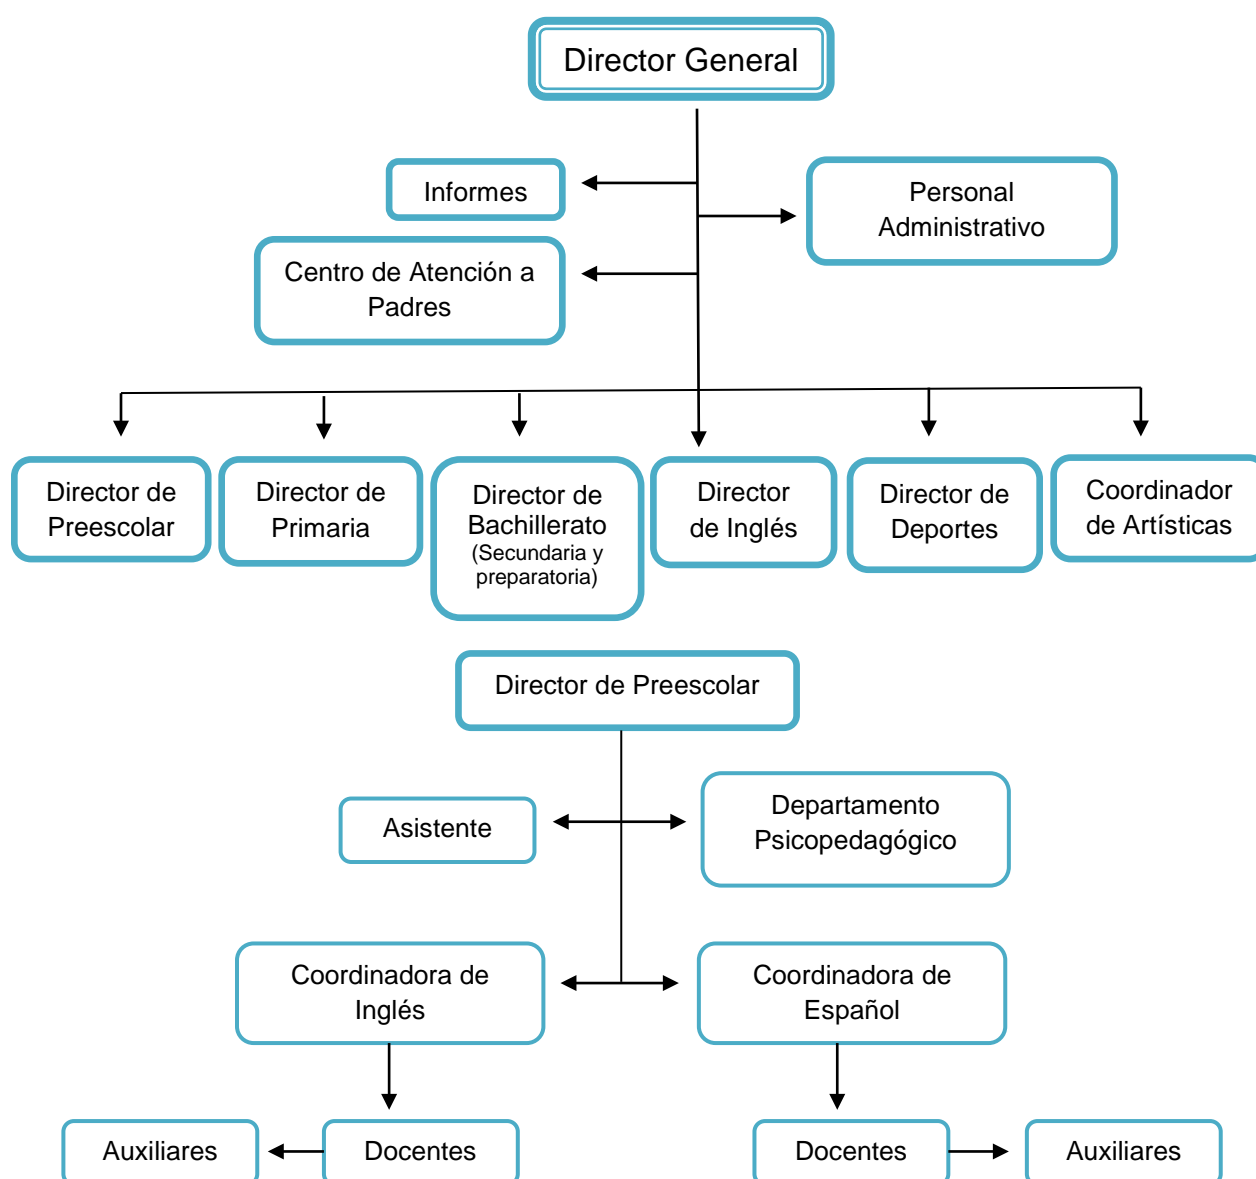 Director General
Informes
Personal
Administrativo
Centro de Atención a
Padres
Director de
Preescolar
Director de
Primaria
Director de
Bachillerato
(Secundaria y
preparatoria)
Director
de Inglés
Director de
Deportes
Coordinador
de Artísticas
Director de Preescolar
Asistente
Departamento
Psicopedagógico
Coordinadora de
Inglés
Coordinadora de
Español
Auxiliares
Docentes
Docentes
Auxiliares